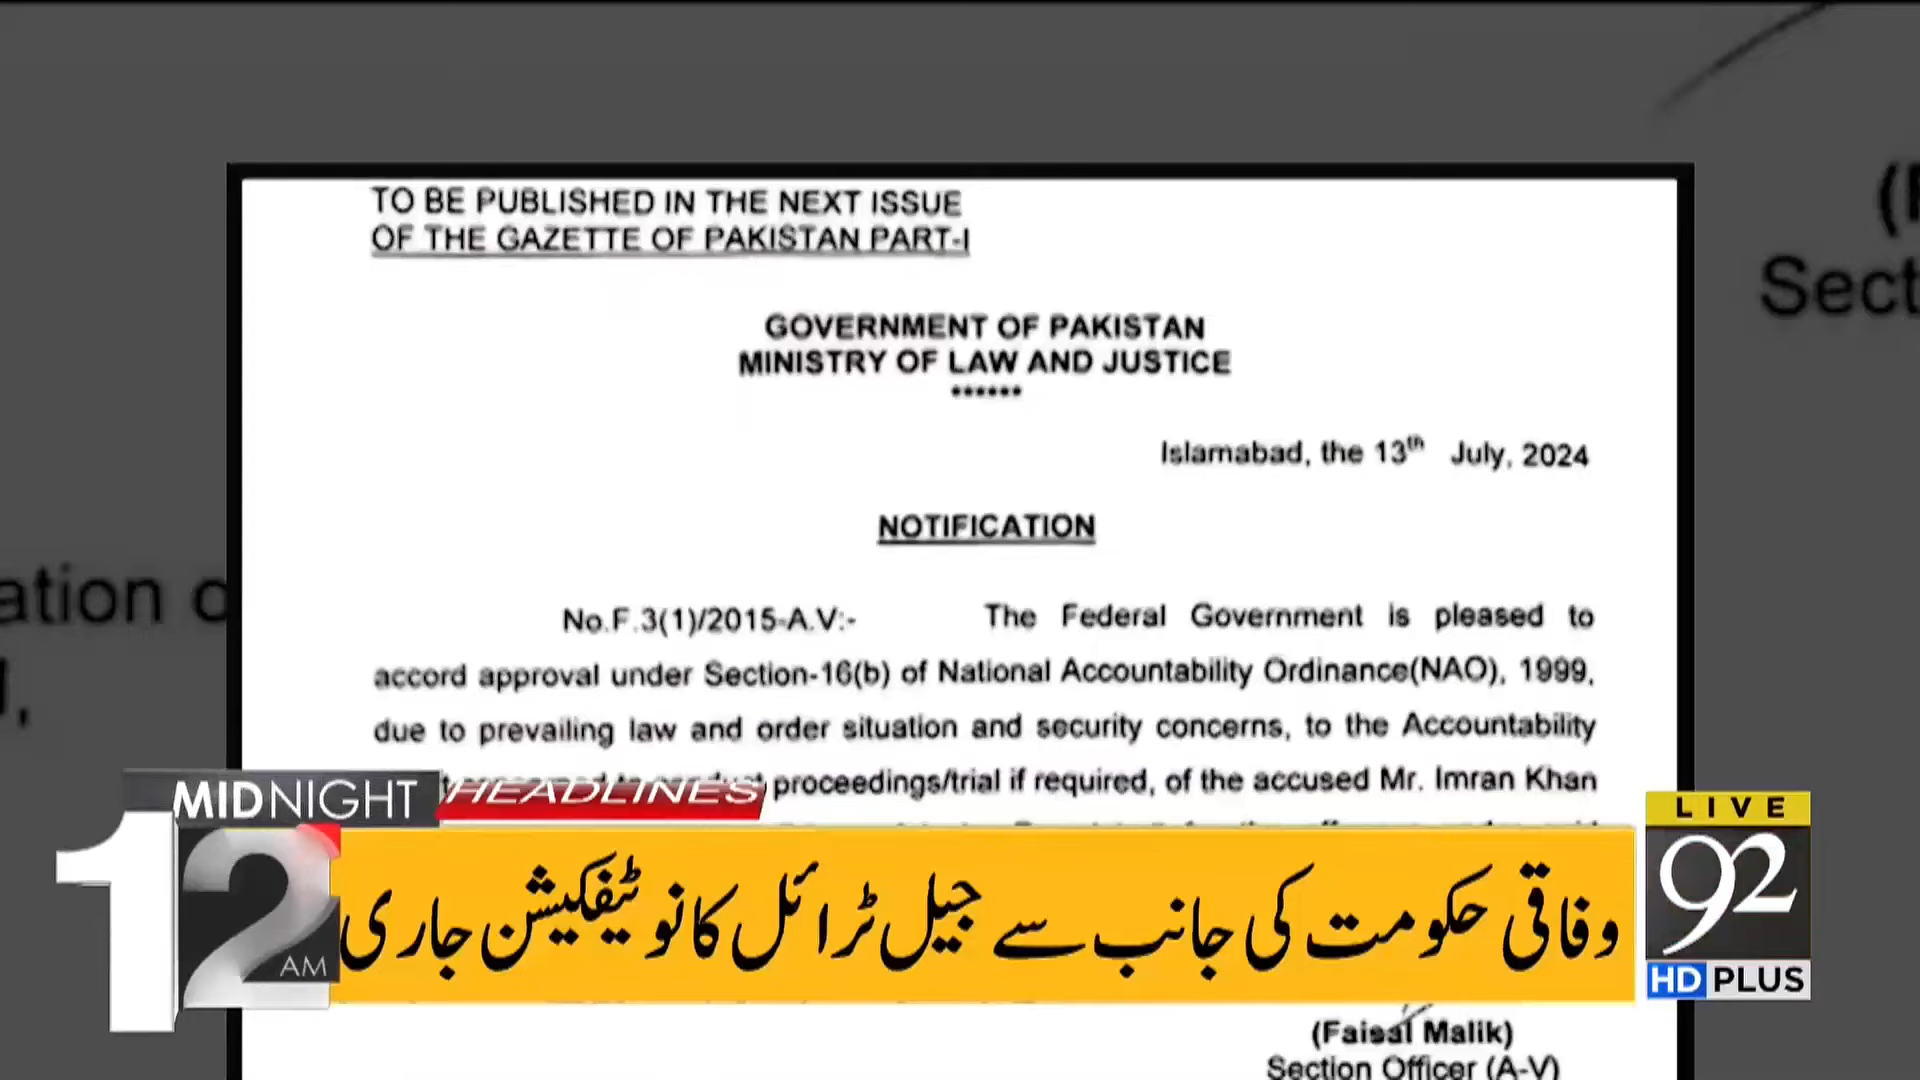 TO BE PUBLISHED IN THE NEXT ISSUE
OF THE GAZETTE OF PAKISTAN PART-I
GOVERNMENT OF PAKISTAN
MINISTRY OF LAW AND JUSTICE
******
Islamabad, the 13th July, 2024
NOTIFICATION
No.F.3(1)/2015-A.V:- The Federal Government is pleased to
accord approval under Section-16(b) of National Accountability Ordinance(NAO), 1999,
due to prevailing law and order situation and security concerns, to the Accountability
proceedings/trial if required, of the accused Mr. Imran Khan
MIDNIGHT HEADLINES
12 AM
وفاقی حکومت کی جانب سے جیل ٹرائل کا نوٹیفکیشن جاری
LIVE
92
HD PLUS
(Faisal Malik)
Section Officer (A-V)